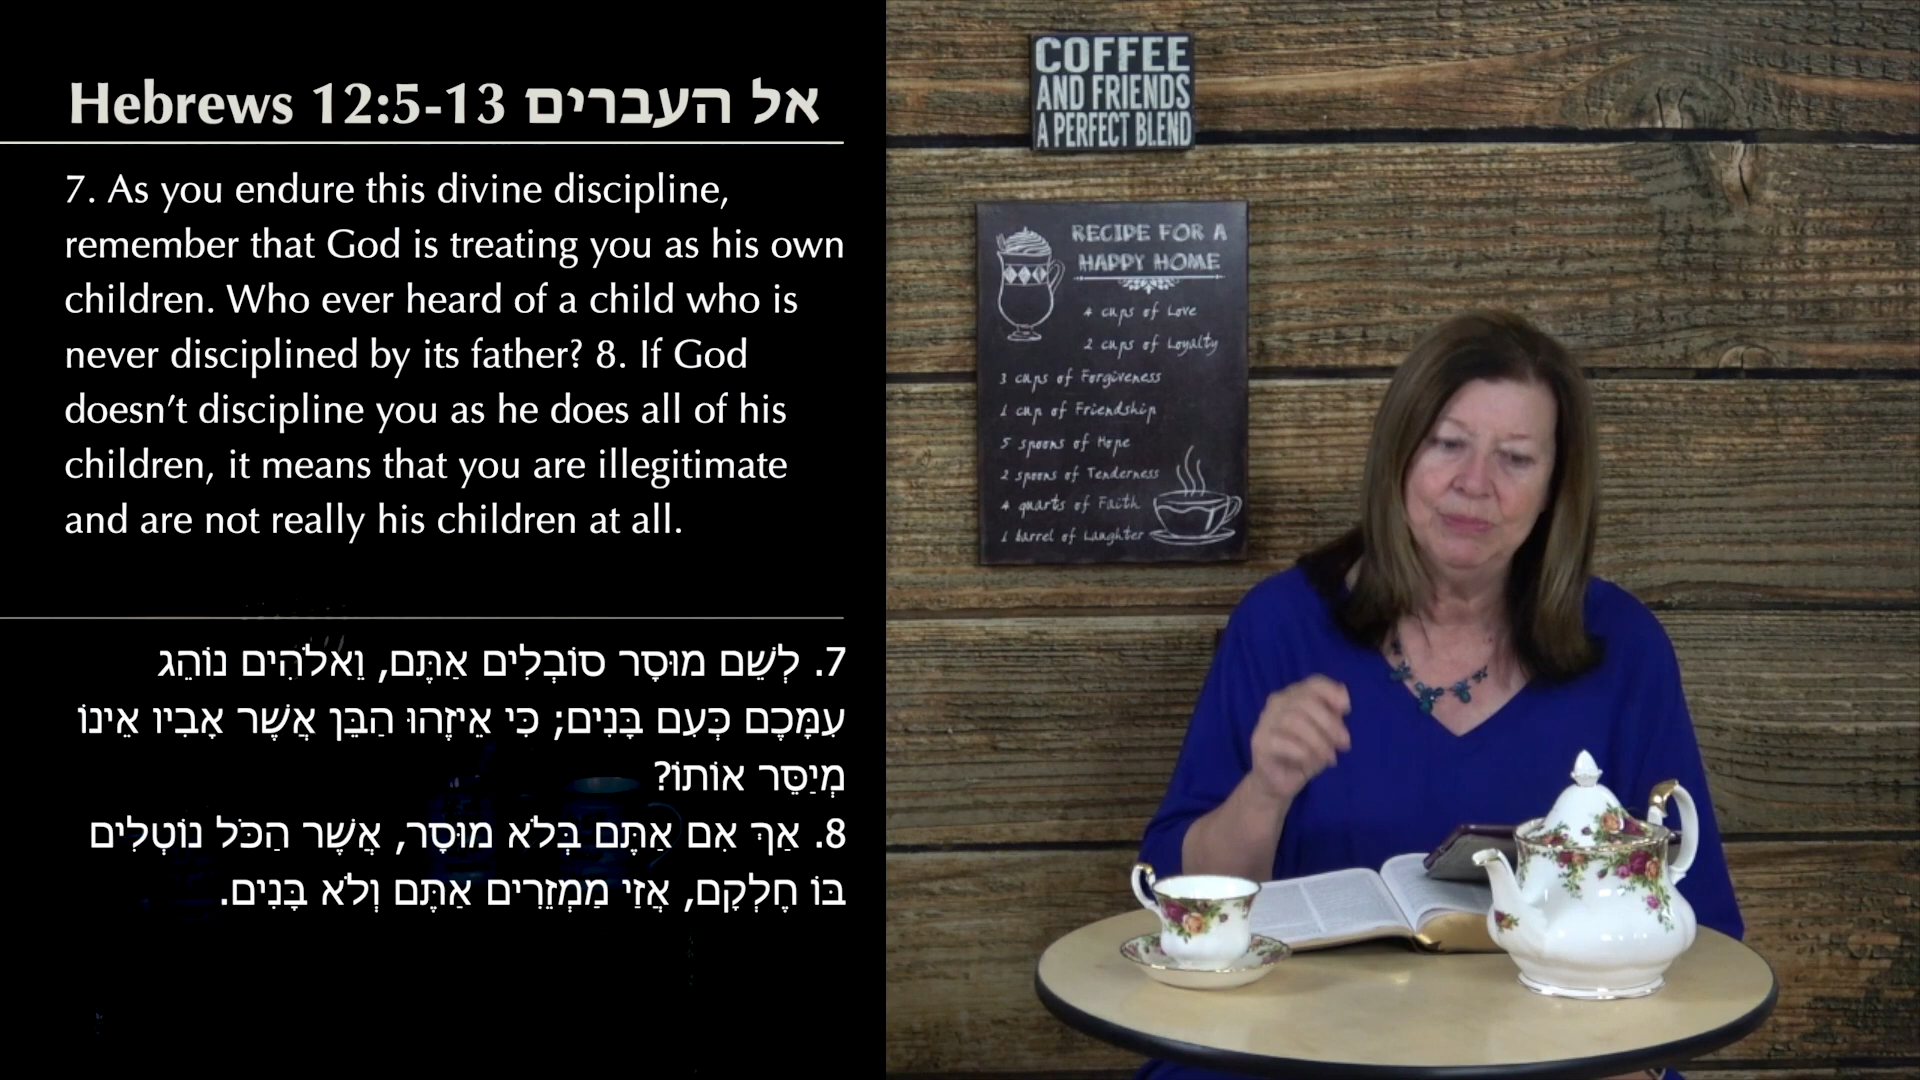 Hebrews 12:5-13 אל העברים
7. As you endure this divine discipline,
remember that God is treating you as his own
children. Who ever heard of a child who is
never disciplined by its father? 8. If God
doesn’t discipline you as he does all of his
children, it means that you are illegitimate
and are not really his children at all.
7. לְשֵׁם מוּסָר סוֹבְלִים אַתֶּם, וֵאלֹהִים נוֹהֵג
עִמָּכֶם כְּעִם בָּנִים; כִּי אֵיזֶהוּ הַבֵּן אֲשֶׁר אָבִיו אֵינוֹ
מְיַסֵּר אוֹתוֹ?
8. אַךְ אִם אַתֶּם בְּלֹא מוּסָר, אֲשֶׁר הַכֹּל נוֹטְלִים
בּוֹ חֶלְקָם, אֲזַי מַמְזֵרִים אַתֶּם וְלֹא בָּנִים.
COFFEE
AND FRIENDS
A PERFECT BLEND
RECIPE FOR A
HAPPY HOME
4 cups of Love
2 cups of Loyalty
3 cups of Forgiveness
1 cup of Friendship
5 spoons of Hope
2 spoons of Tenderness
4 quarts of Faith
1 barrel of Laughter